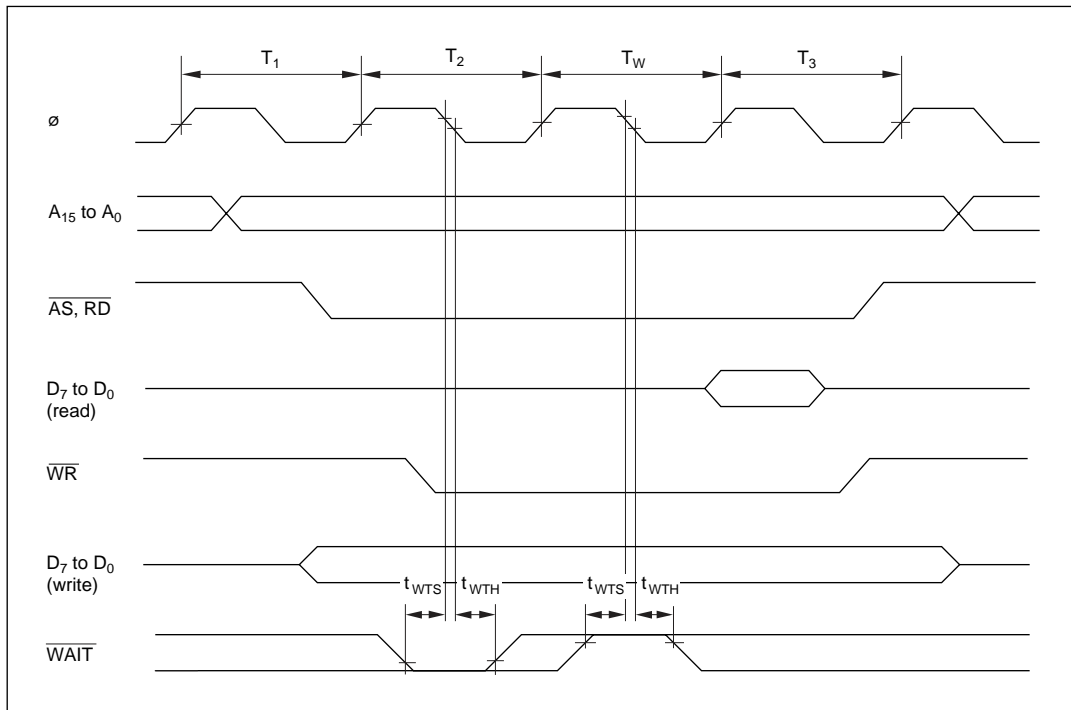 T1 T2 TW T3
ø
A15 to A0
AS, RD
D7 to D0
(read)
WR
D7 to D0
(write)
tWTS tWTH tWTS tWTH
WAIT